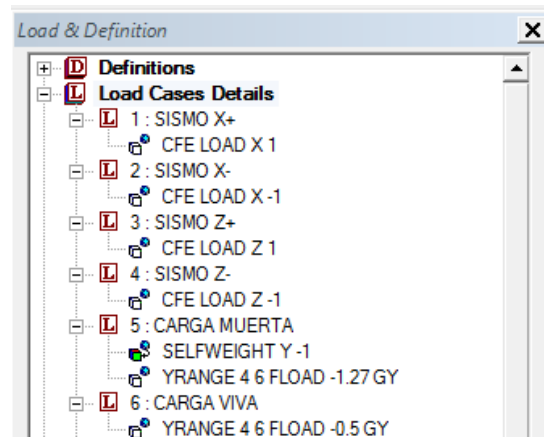 Load & Definition
D Definitions
L Load Cases Details
L 1 : SISMO X+
CFE LOAD X 1
L 2 : SISMO X-
CFE LOAD X -1
L 3 : SISMO Z+
CFE LOAD Z 1
L 4 : SISMO Z-
CFE LOAD Z -1
L 5 : CARGA MUERTA
SELFWEIGHT Y -1
YRANGE 4 6 FLOAD -1.27 GY
L 6 : CARGA VIVA
YRANGE 4 6 FLOAD -0.5 GY